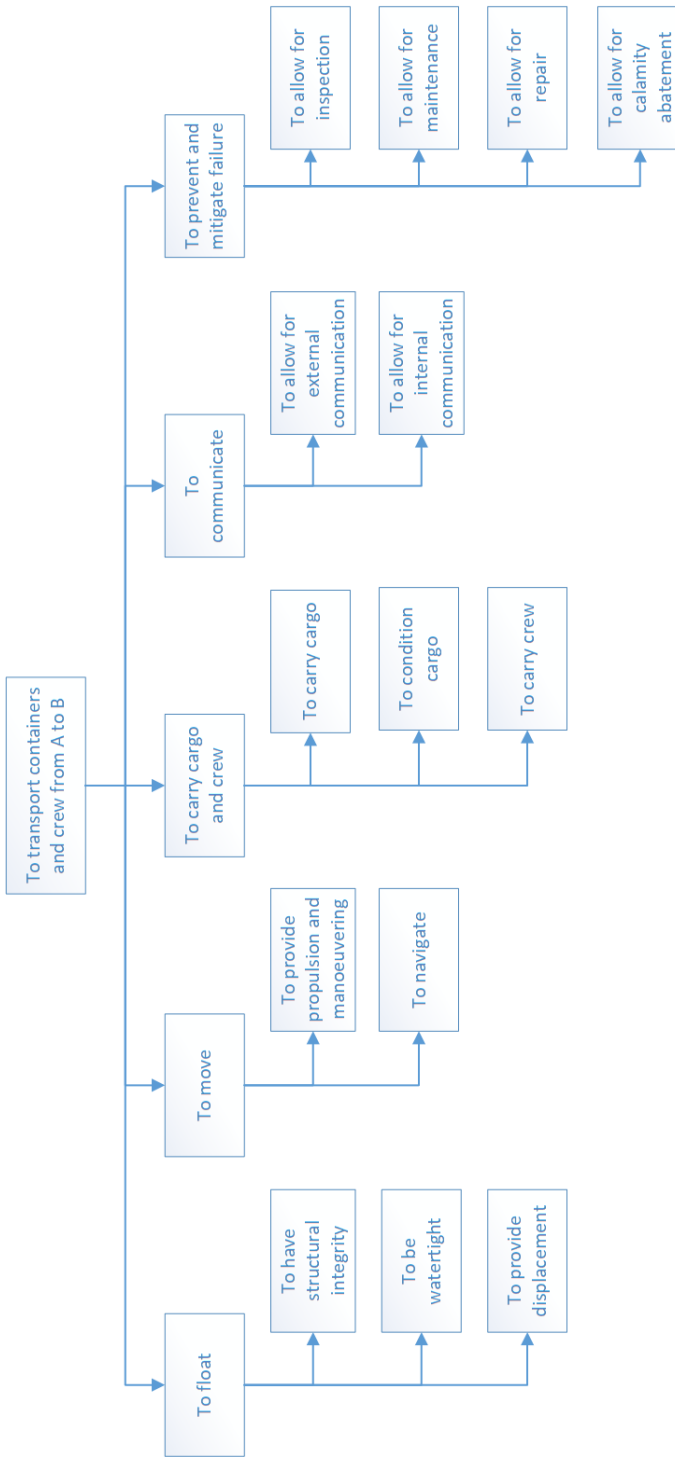 To transport containers
and crew from A to B
To float
To have
structural
integrity
To be
watertight
To provide
displacement
To move
To provide
propulsion and
manoeuvering
To navigate
To carry cargo
and crew
To carry cargo
To condition
cargo
To carry crew
To
communicate
To allow for
external
communication
To allow for
internal
communication
To prevent and
mitigate failure
To allow for
inspection
To allow for
maintenance
To allow for
repair
To allow for
calamity
abatement